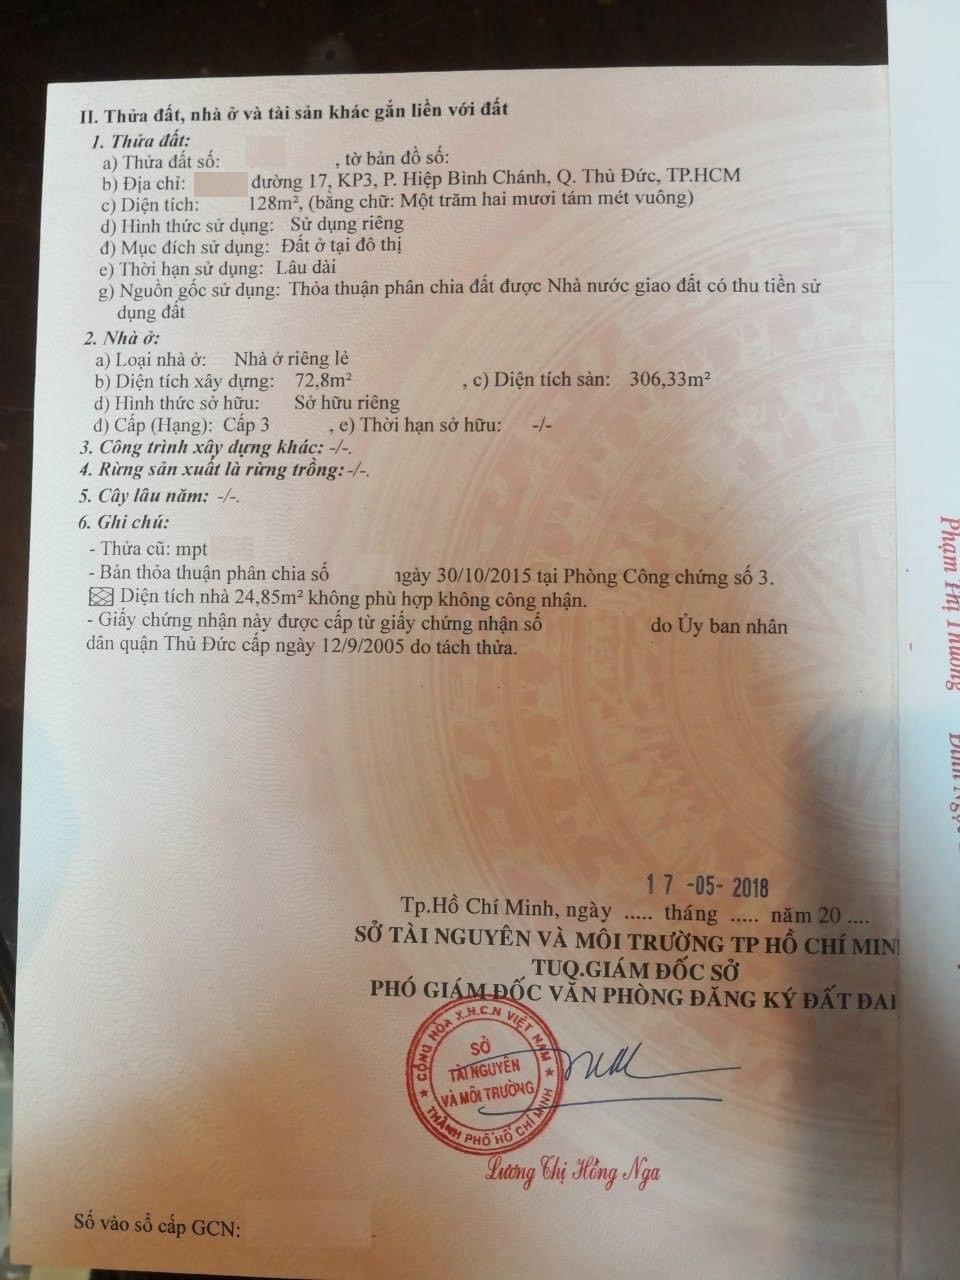 II. Thửa đất, nhà ở và tài sản khác gắn liền với đất
1. Thửa đất:
a) Thửa đất số: , tờ bản đồ số:
b) Địa chỉ: đường 17, KP3, P. Hiệp Bình Chánh, Q. Thủ Đức, TP.HCM
c) Diện tích: 128m², (bằng chữ: Một trăm hai mươi tám mét vuông)
d) Hình thức sử dụng: Sử dụng riêng
đ) Mục đích sử dụng: Đất ở tại đô thị
e) Thời hạn sử dụng: Lâu dài
g) Nguồn gốc sử dụng: Thỏa thuận phân chia đất được Nhà nước giao đất có thu tiền sử
dụng đất
2. Nhà ở:
a) Loại nhà ở: Nhà ở riêng lẻ
b) Diện tích xây dựng: 72,8m² , c) Diện tích sàn: 306,33m²
d) Hình thức sở hữu: Sở hữu riêng
đ) Cấp (Hạng): Cấp 3 , e) Thời hạn sở hữu: -/-
3. Công trình xây dựng khác: -/-.
4. Rừng sản xuất là rừng trồng: -/-.
5. Cây lâu năm: -/-.
6. Ghi chú:
- Thửa cũ: mpt
- Bản thỏa thuận phân chia số ngày 30/10/2015 tại Phòng Công chứng số 3.
Diện tích nhà 24,85m² không phù hợp không công nhận.
- Giấy chứng nhận này được cấp từ giấy chứng nhận số do Ủy ban nhân
dân quận Thủ Đức cấp ngày 12/9/2005 do tách thửa.
17 -05- 2018
Tp.Hồ Chí Minh, ngày ..... tháng ..... năm 20 ....
SỞ TÀI NGUYÊN VÀ MÔI TRƯỜNG TP HỒ CHÍ MIN
TUQ.GIÁM ĐỐC SỞ
PHÓ GIÁM ĐỐC VĂN PHÒNG ĐĂNG KÝ ĐẤT ĐAI
CỘNG HÒA X.H.C.N VIỆT NAM
SỞ
TÀI NGUYÊN
VÀ MÔI TRƯỜNG
THÀNH PHỐ HỒ CHÍ MINH
Lương Thị Hồng Nga
Số vào sổ cấp GCN:
Phạm Thị Thương